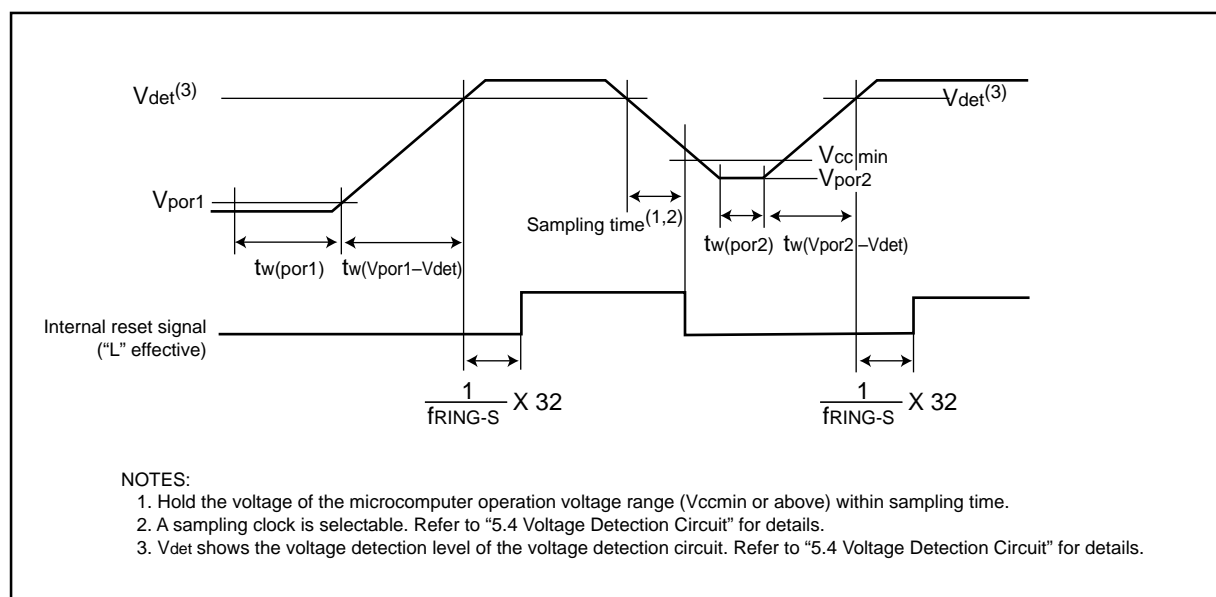 Vdet(3)
Vdet(3)
Vccmin
Vpor1
Vpor2
Sampling time(1,2)
tw(por1)
tw(Vpor1–Vdet)
tw(por2)
tw(Vpor2–Vdet)
Internal reset signal
(“L” effective)
1
fRING-S
X 32
1
fRING-S
X 32
NOTES:
1. Hold the voltage of the microcomputer operation voltage range (Vccmin or above) within sampling time.
2. A sampling clock is selectable. Refer to “5.4 Voltage Detection Circuit” for details.
3. Vdet shows the voltage detection level of the voltage detection circuit. Refer to “5.4 Voltage Detection Circuit” for details.